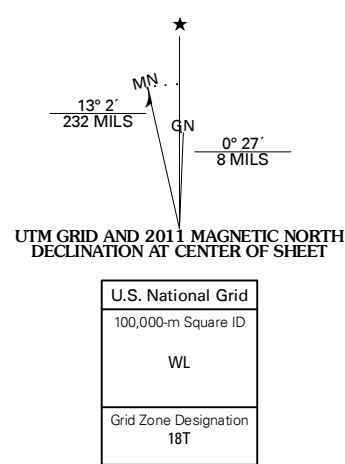 ★
MN
GN
13° 2´
232 MILS
0° 27´
8 MILS
UTM GRID AND 2011 MAGNETIC NORTH
DECLINATION AT CENTER OF SHEET
U.S. National Grid
100,000-m Square ID
WL
Grid Zone Designation
18T